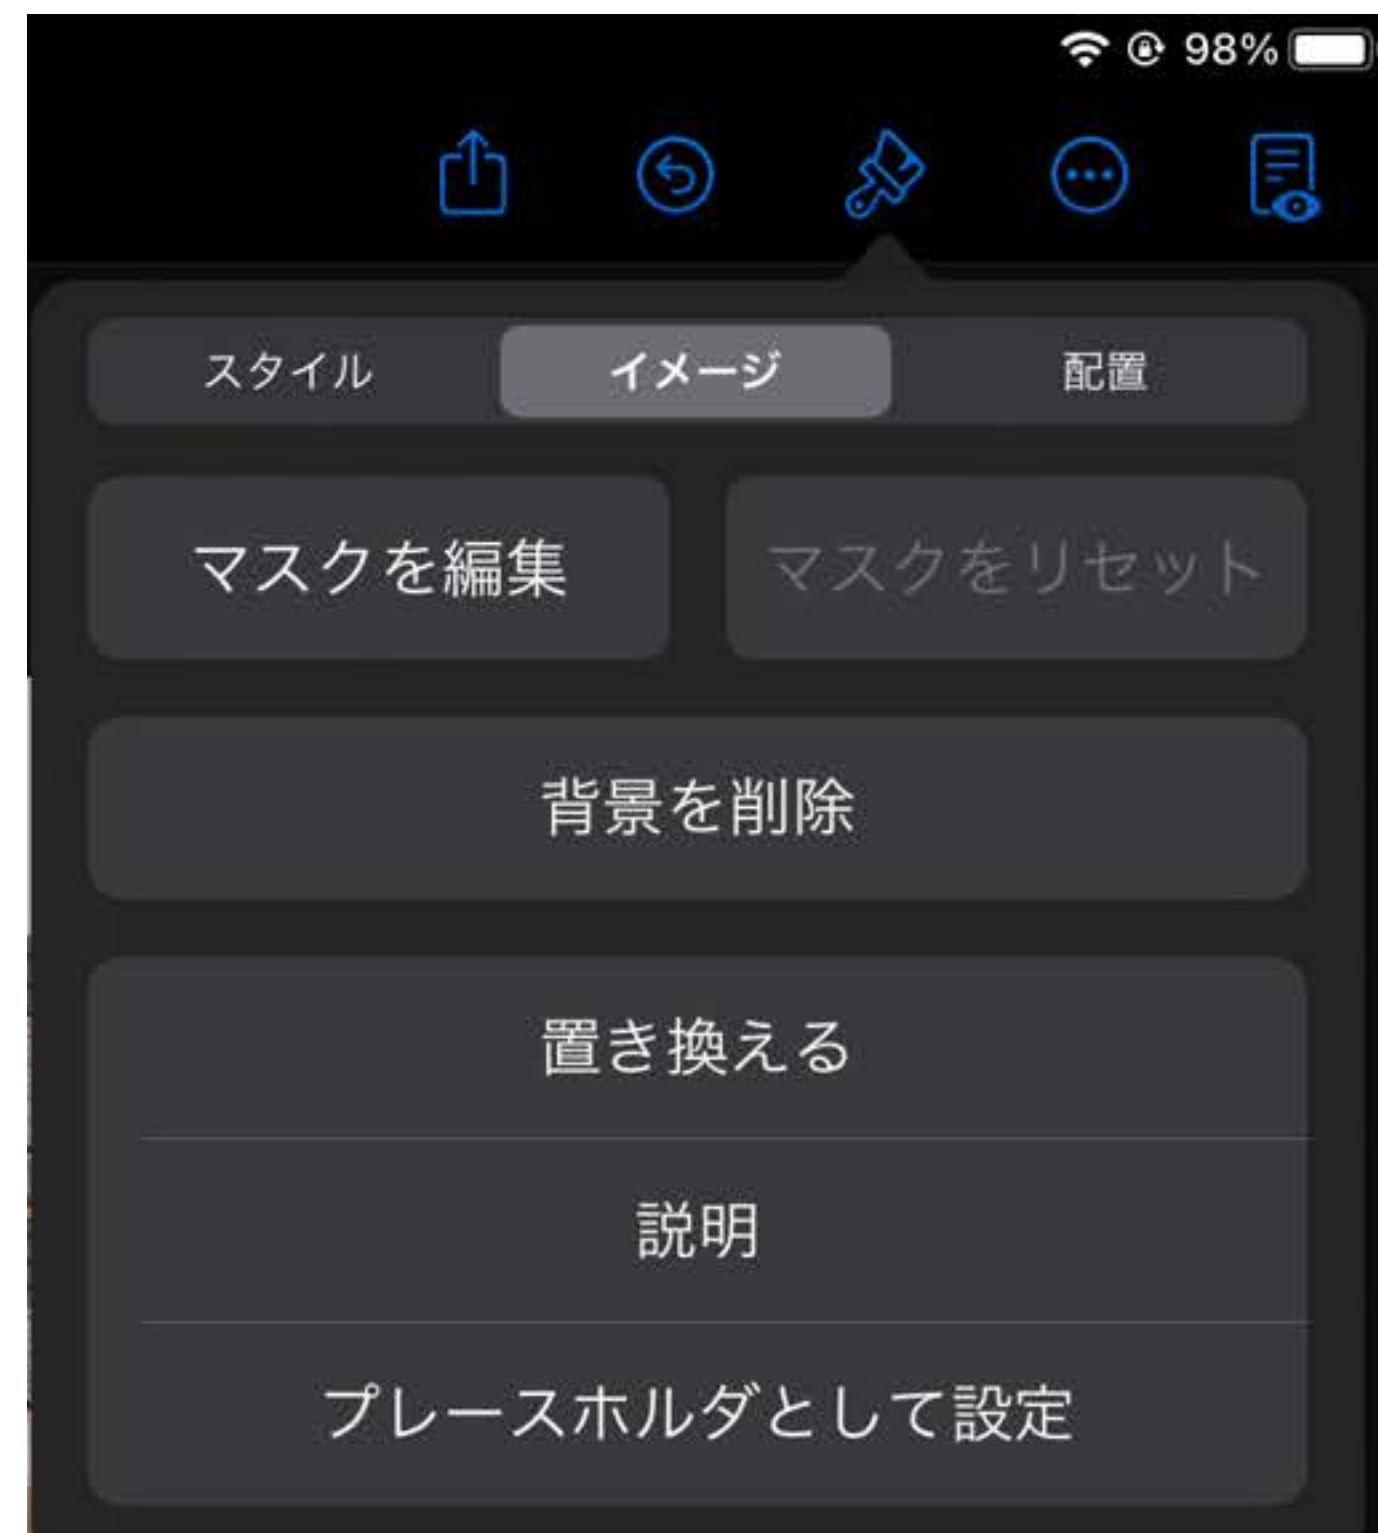 98%
スタイル イメージ 配置
マスクを編集 マスクをリセット
背景を削除
置き換える
説明
プレースホルダとして設定